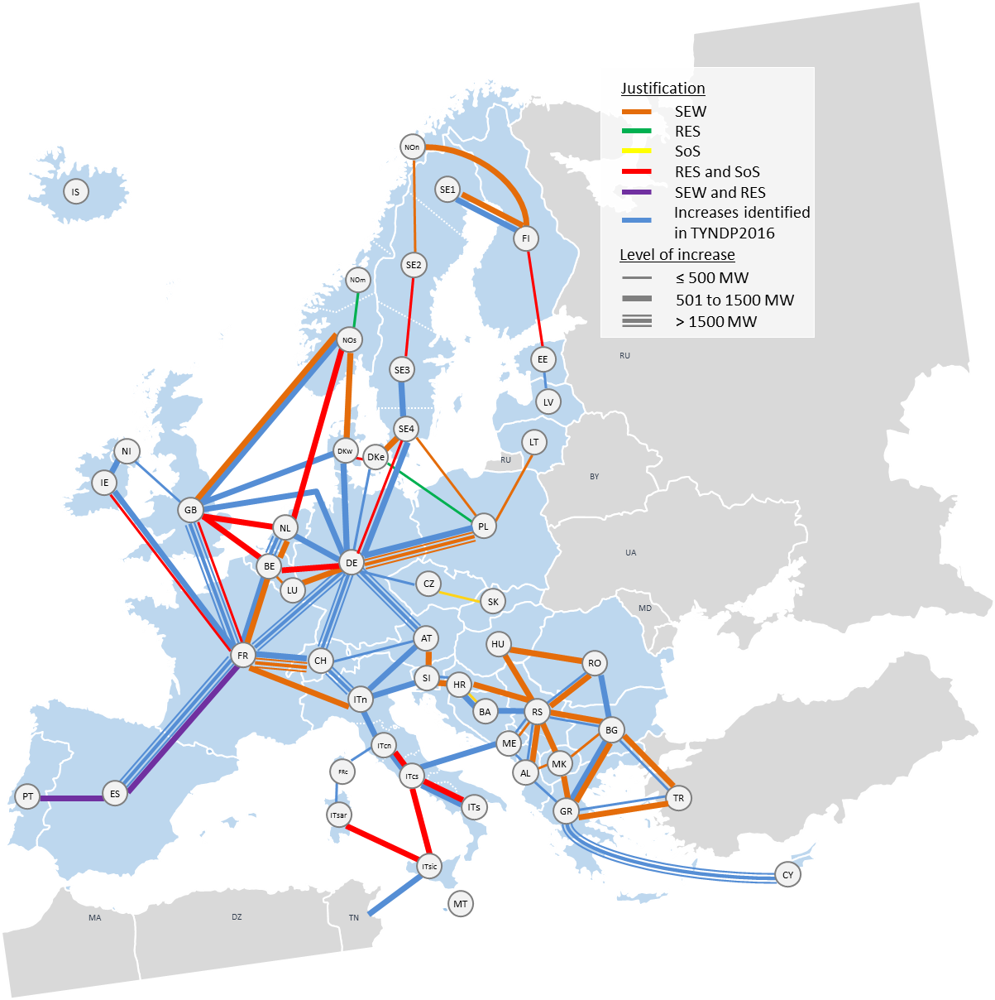 Justification
SEW
RES
SoS
RES and SoS
SEW and RES
Increases identified
in TYNDP2016
Level of increase
≤ 500 MW
501 to 1500 MW
> 1500 MW
NOn
IS
SE1
FI
SE2
NOm
NOs
RU
EE
SE3
LV
SE4
LT
NI
DKw
DKe
RU
BY
IE
GB
NL
PL
UA
BE
DE
LU
CZ
SK
MD
AT
HU
FR
CH
RO
SI
HR
ITn
BA
RS
BG
ITcn
ME
FRc
ITcs
AL
MK
PT
ES
TR
ITs
ITsar
GR
ITsic
CY
MT
MA
DZ
TN